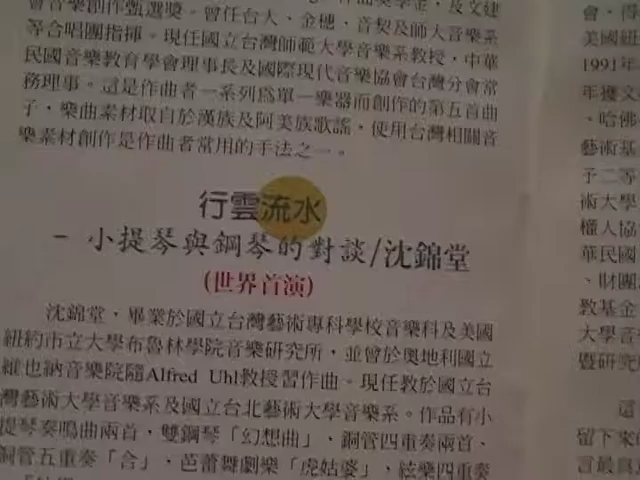 會音樂創作甄選獎。曾任台大、金穗、音契及師大音樂系
等合唱團指揮。現任國立台灣師範大學音樂系教授，中華
民國音樂教育學會理事長及國際現代音樂協會台灣分會常
務理事。這是作曲者一系列為單一樂器而創作的第五首曲
子，樂曲素材取自於漢族及阿美族歌謠，使用台灣相關音
樂素材創作是作曲者常用的手法之一。
行雲流水
- 小提琴與鋼琴的對談/沈錦堂
(世界首演)
沈錦堂，畢業於國立台灣藝術專科學校音樂科及美國
紐約市立大學布魯林學院音樂研究所，並曾於奧地利國立
維也納音樂院隨Alfred Uhl教授習作曲。現任教於國立台
灣藝術大學音樂系及國立台北藝術大學音樂系。作品有小
提琴奏鳴曲兩首，雙鋼琴「幻想曲」，銅管四重奏兩首、
銅管五重奏「合」，芭蕾舞劇樂「虎姑婆」，絃樂四重奏
會，得
美國紐
1991年
年獲文
、哈佛
藝術基
子二等
術大學
權人協
華民國
、財團
教基金
大學音
暨研究
這
留下來
言最真